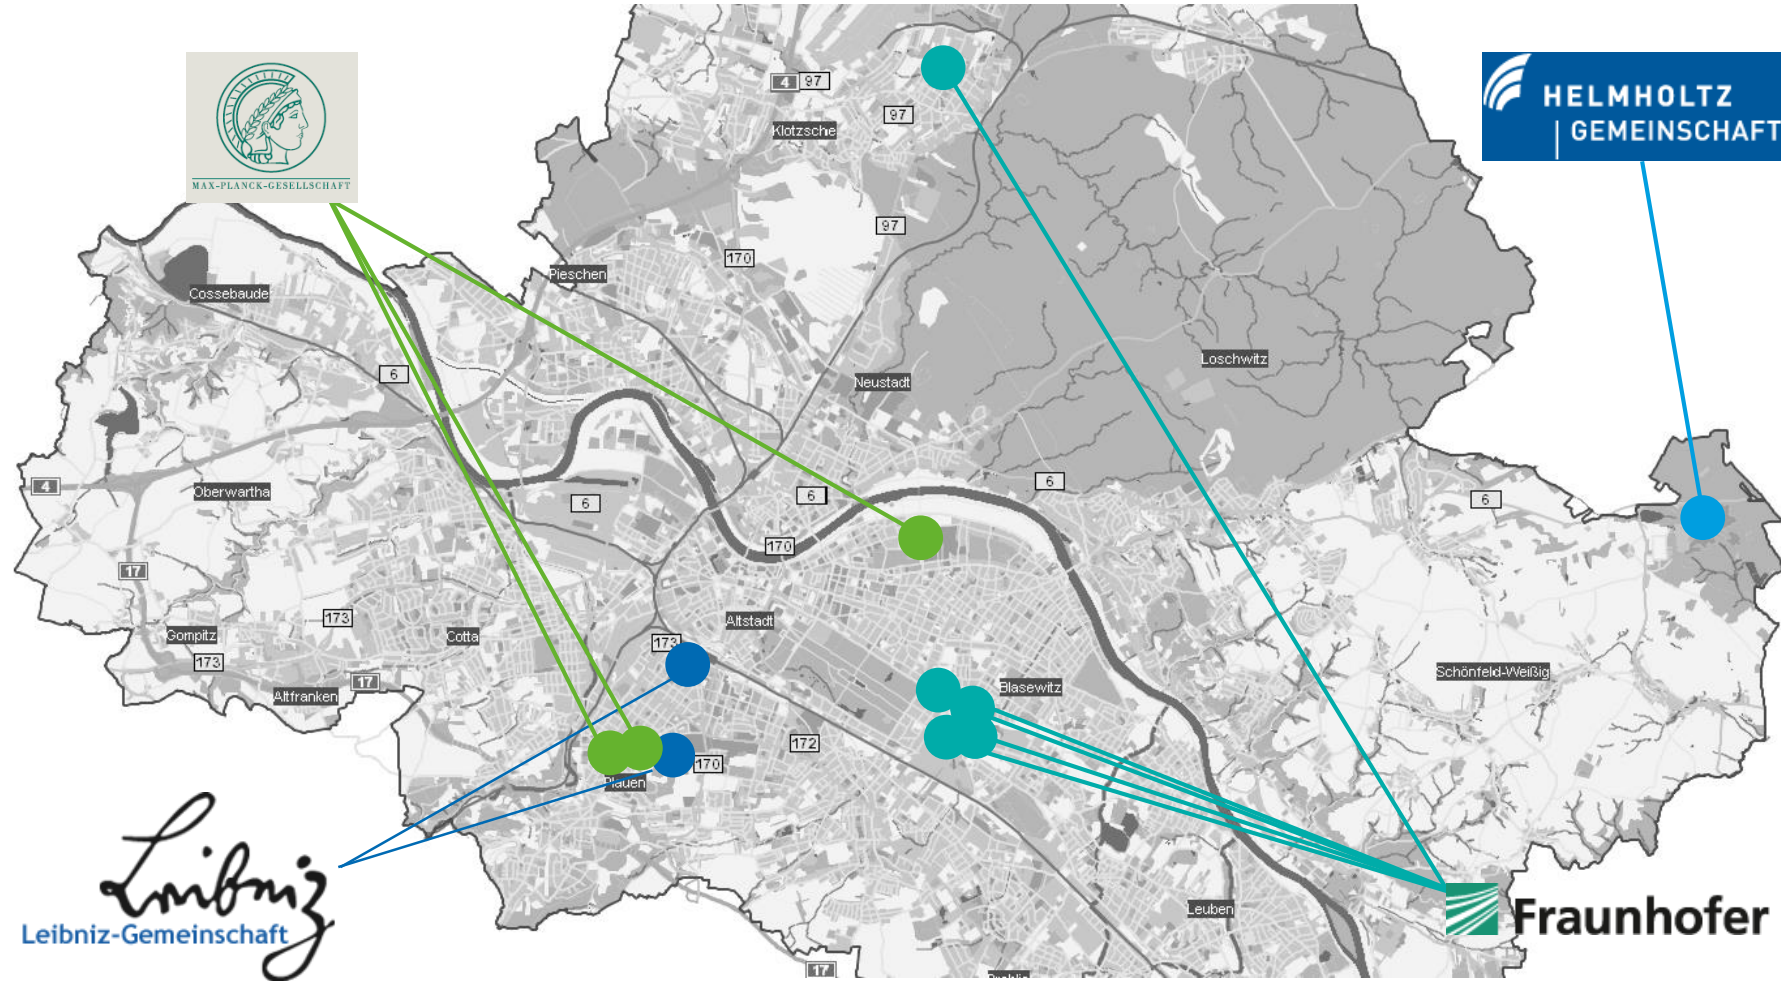 4
97
97
Klotzsche
HELMHOLTZ
GEMEINSCHAFT
MAX-PLANCK-GESELLSCHAFT
97
170
Pieschen
Cossebaude
6
Loschwitz
Neustadt
4
Oberwartha
6
6
6
6
170
17
173
Altstadt
Gompitz
Cotta
173
173
17
Altfranken
Schönfeld-Weißig
Blasewitz
172
170
Plauen
Leibniz
Leibniz-Gemeinschaft
Leuben
Fraunhofer
17